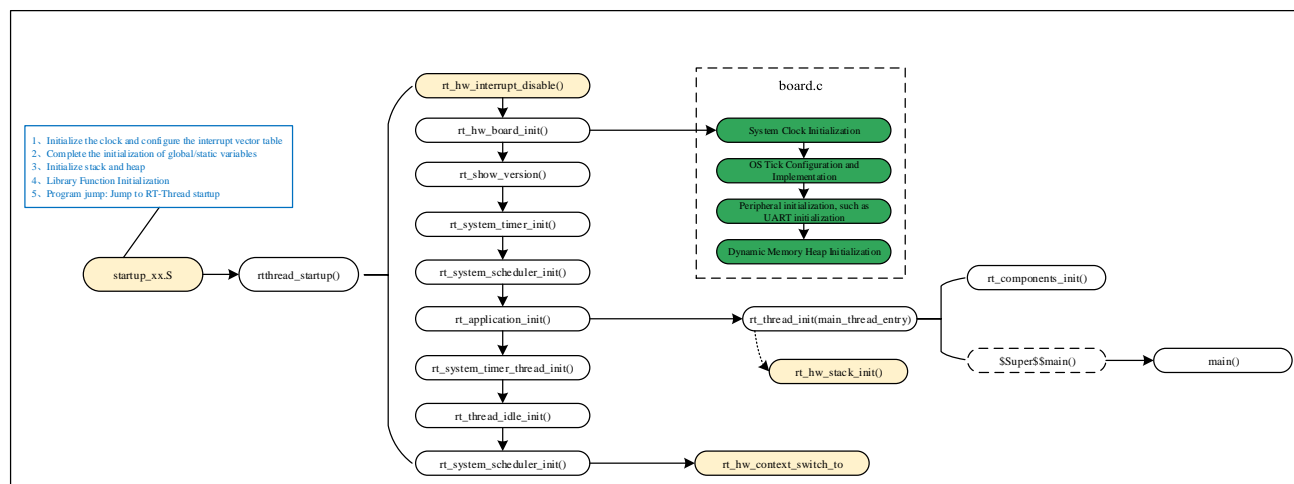 rt_hw_interrupt_disable()
board.c
1、Initialize the clock and configure the interrupt vector table
2、Complete the initialization of global/static variables
3、Initialize stack and heap
4、Library Function Initialization
5、Program jump: Jump to RT-Thread startup
rt_hw_board_init()
System Clock Initialization
OS Tick Configuration and
Implementation
rt_show_version()
Peripheral initialization, such as
UART initialization
rt_system_timer_init()
Dynamic Memory Heap Initialization
startup_xx.S
rtthread_startup()
rt_system_scheduler_init()
rt_components_init()
rt_application_init()
rt_thread_init(main_thread_entry)
$Super$$main()
main()
rt_system_timer_thread_init()
rt_hw_stack_init()
rt_thread_idle_init()
rt_system_scheduler_init()
rt_hw_context_switch_to